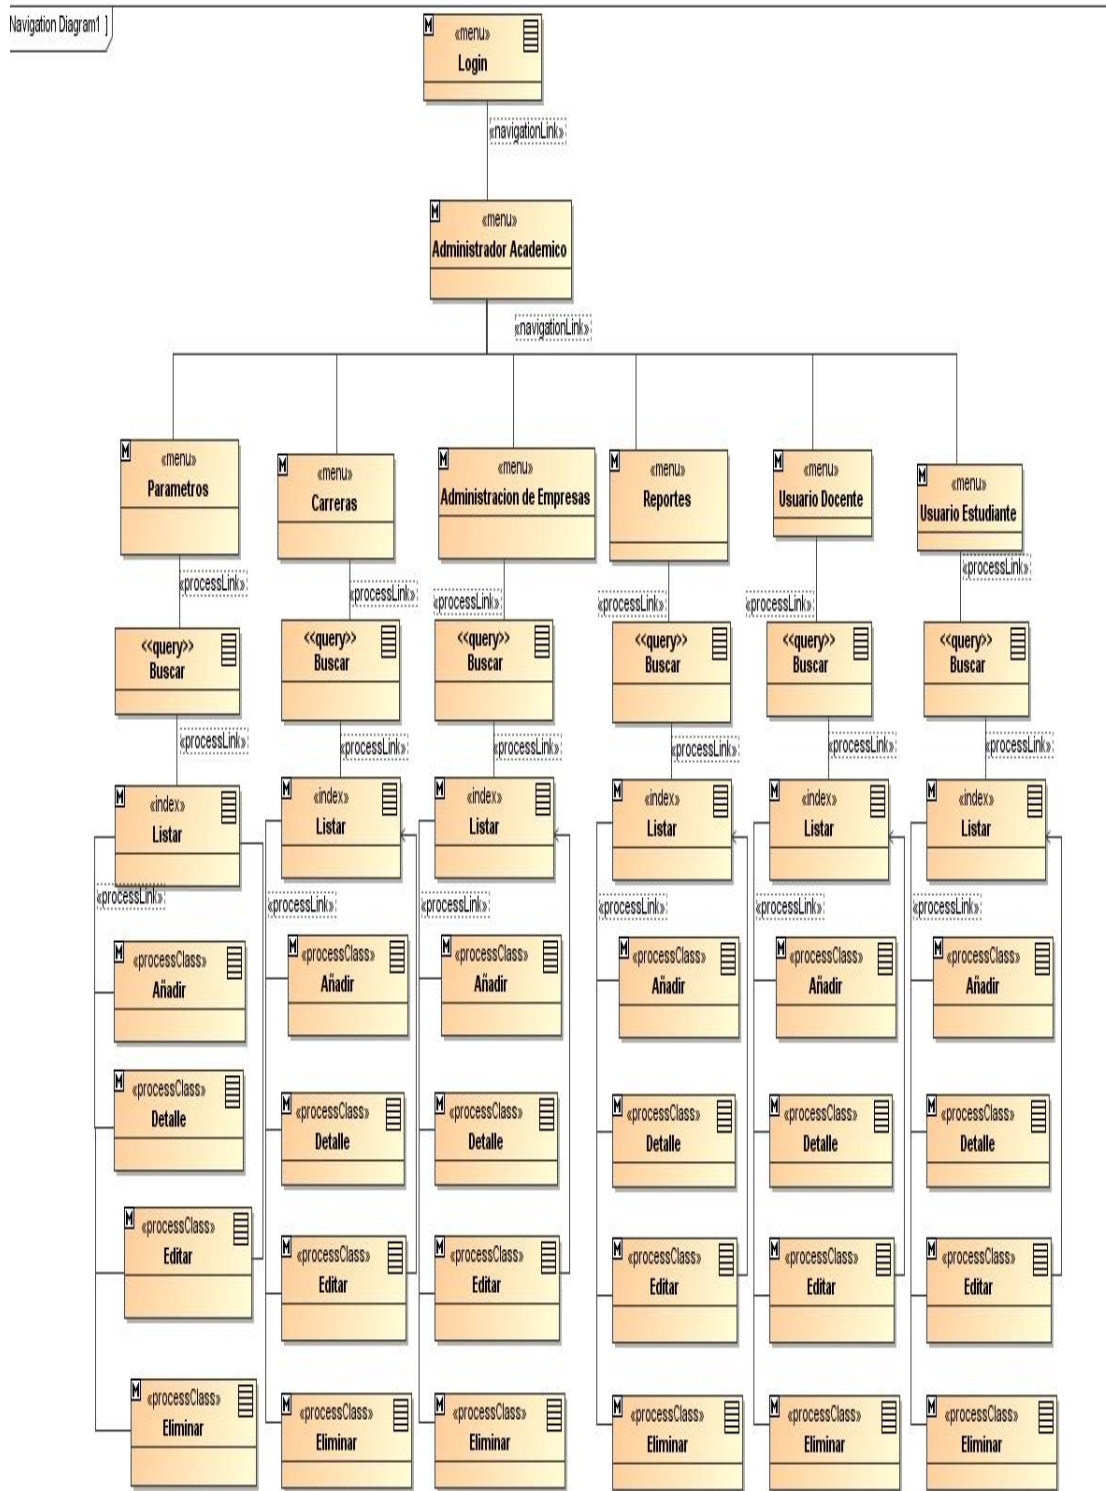 Navigation Diagram1 ]
«menu»
Login
«navigationLink»
«menu»
Administrador Academico
«navigationLink»
«menu»
Parametros
«menu»
Carreras
«menu»
Administracion de Empresas
«menu»
Reportes
«menu»
Usuario Docente
«menu»
Usuario Estudiante
«processLink»
«processLink»
«processLink»
«processLink»
«processLink»
«processLink»
<<query>>
Buscar
<<query>>
Buscar
<<query>>
Buscar
<<query>>
Buscar
<<query>>
Buscar
<<query>>
Buscar
«processLink»
«processLink»
«processLink»
«processLink»
«processLink»
«processLink»
«index»
Listar
«index»
Listar
«index»
Listar
«index»
Listar
«index»
Listar
«index»
Listar
«processLink»
«processLink»
«processLink»
«processLink»
«processLink»
«processLink»
«processClass»
Añadir
«processClass»
Añadir
«processClass»
Añadir
«processClass»
Añadir
«processClass»
Añadir
«processClass»
Añadir
«processClass»
Detalle
«processClass»
Detalle
«processClass»
Detalle
«processClass»
Detalle
«processClass»
Detalle
«processClass»
Detalle
«processClass»
Editar
«processClass»
Editar
«processClass»
Editar
«processClass»
Editar
«processClass»
Editar
«processClass»
Editar
«processClass»
Eliminar
«processClass»
Eliminar
«processClass»
Eliminar
«processClass»
Eliminar
«processClass»
Eliminar
«processClass»
Eliminar